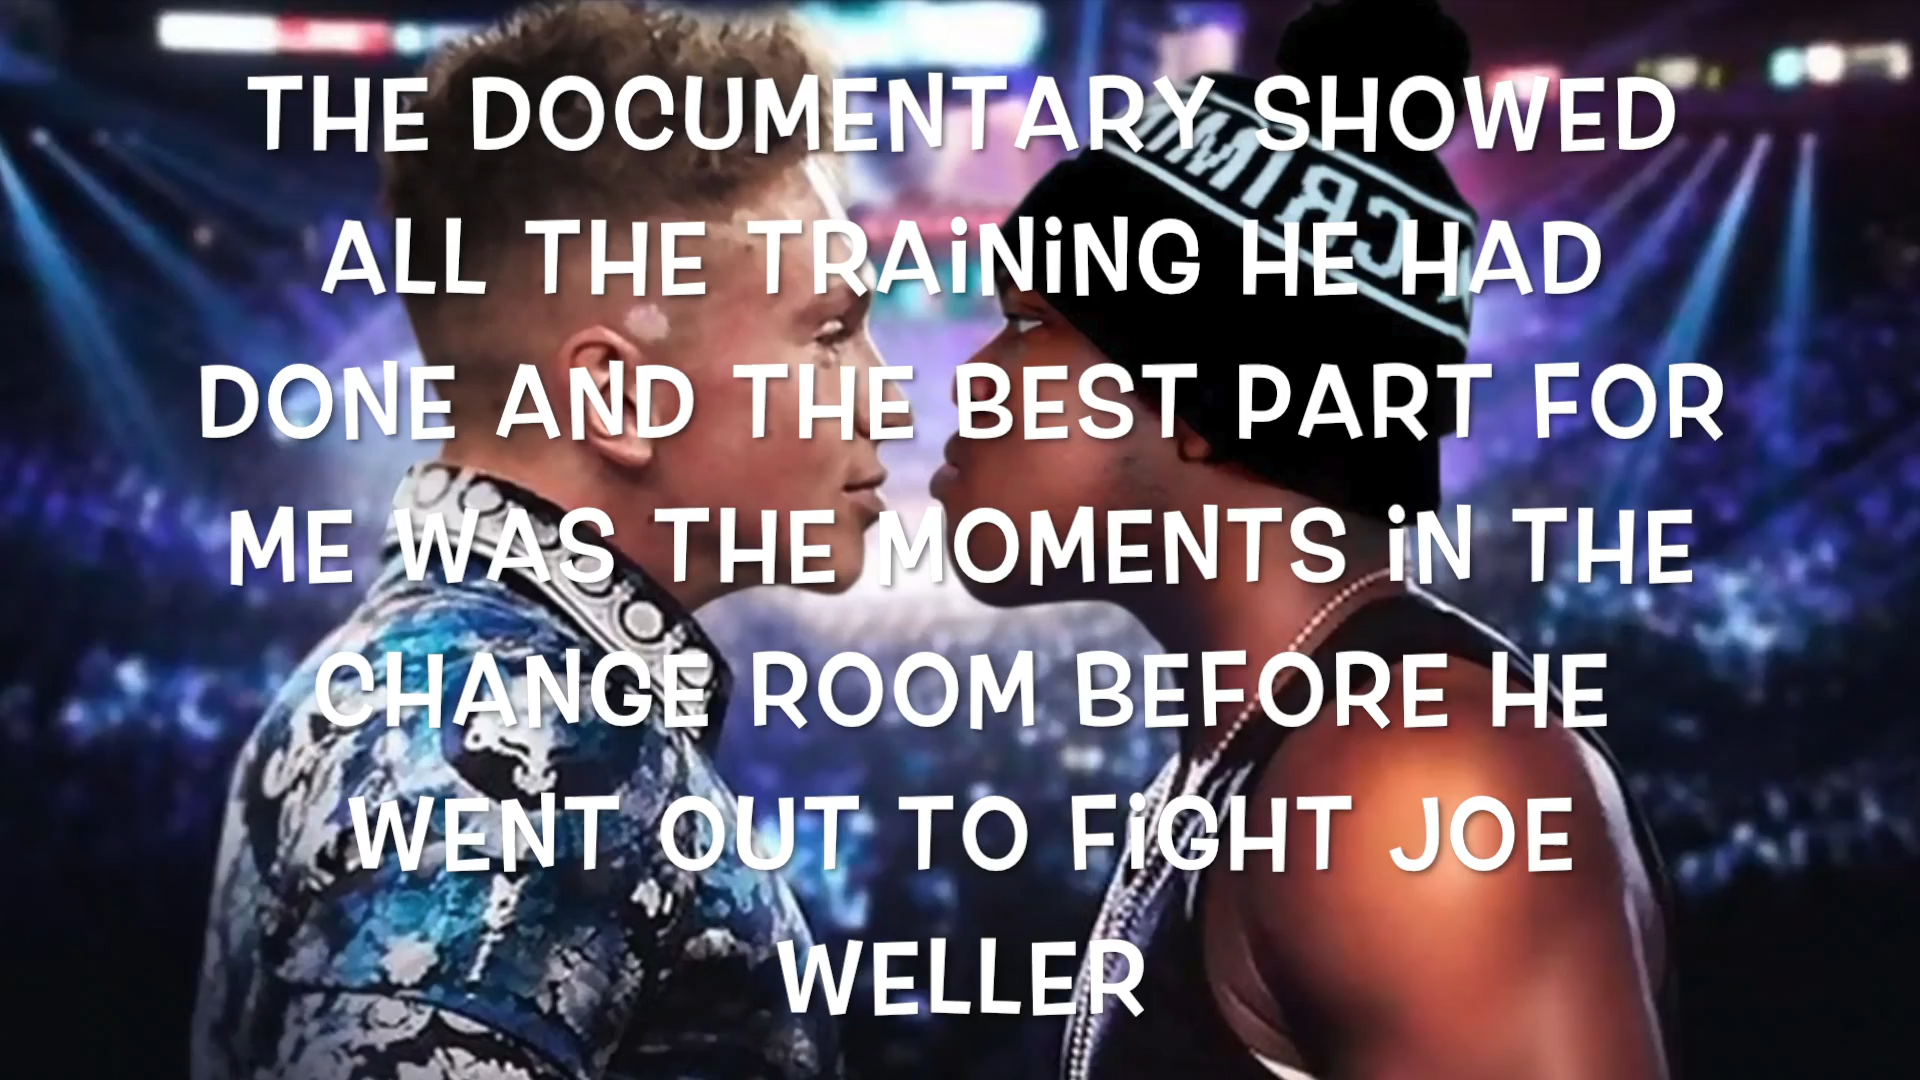 THE DOCUMENTARY SHOWED
ALL THE TRAiNiNG HE HAD
DONE AND THE BEST PART FOR
ME WAS THE MOMENTS iN THE
CHANGE ROOM BEFORE HE
WENT OUT TO FiGHT JOE
WELLER